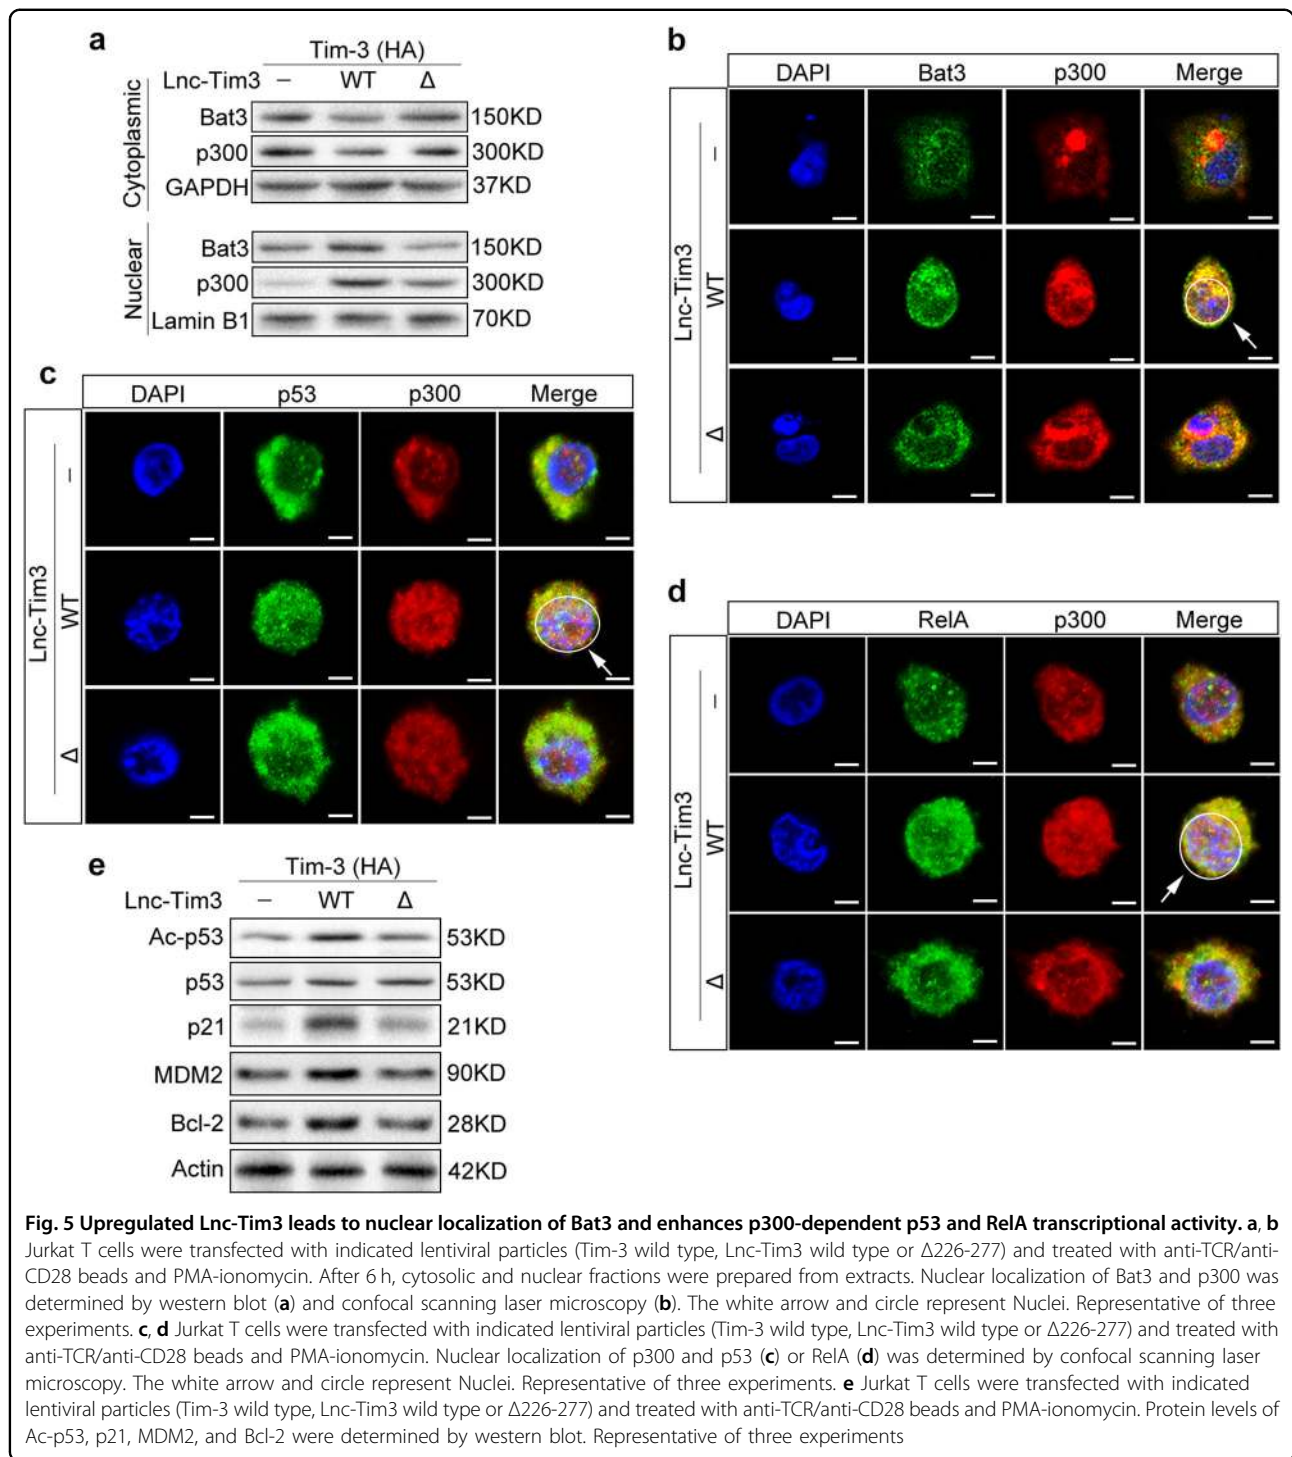 a
Tim-3 (HA)
Lnc-Tim3 – WT Δ
Cytoplasmic
Bat3 150KD
p300 300KD
GAPDH 37KD
Nuclear
Bat3 150KD
p300 300KD
Lamin B1 70KD
b
DAPI Bat3 p300 Merge
Lnc-Tim3
–
WT
Δ
c
DAPI p53 p300 Merge
Lnc-Tim3
–
WT
Δ
d
DAPI RelA p300 Merge
Lnc-Tim3
–
WT
Δ
e
Tim-3 (HA)
Lnc-Tim3 – WT Δ
Ac-p53 53KD
p53 53KD
p21 21KD
MDM2 90KD
Bcl-2 28KD
Actin 42KD
Fig. 5 Upregulated Lnc-Tim3 leads to nuclear localization of Bat3 and enhances p300-dependent p53 and RelA transcriptional activity. a, b
Jurkat T cells were transfected with indicated lentiviral particles (Tim-3 wild type, Lnc-Tim3 wild type or Δ226-277) and treated with anti-TCR/anti-
CD28 beads and PMA-ionomycin. After 6 h, cytosolic and nuclear fractions were prepared from extracts. Nuclear localization of Bat3 and p300 was
determined by western blot (a) and confocal scanning laser microscopy (b). The white arrow and circle represent Nuclei. Representative of three
experiments. c, d Jurkat T cells were transfected with indicated lentiviral particles (Tim-3 wild type, Lnc-Tim3 wild type or Δ226-277) and treated with
anti-TCR/anti-CD28 beads and PMA-ionomycin. Nuclear localization of p300 and p53 (c) or RelA (d) was determined by confocal scanning laser
microscopy. The white arrow and circle represent Nuclei. Representative of three experiments. e Jurkat T cells were transfected with indicated
lentiviral particles (Tim-3 wild type, Lnc-Tim3 wild type or Δ226-277) and treated with anti-TCR/anti-CD28 beads and PMA-ionomycin. Protein levels of
Ac-p53, p21, MDM2, and Bcl-2 were determined by western blot. Representative of three experiments